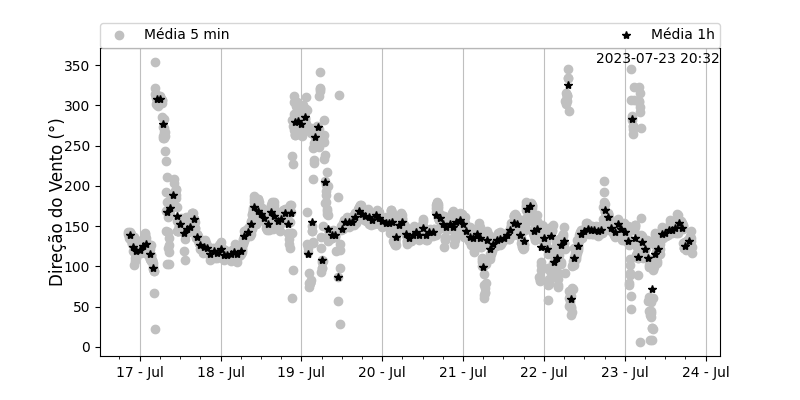 Média 5 min
Média 1h
2023-07-23 20:32
Direção do Vento (°)
350
300
250
200
150
100
50
0
17 - Jul
18 - Jul
19 - Jul
20 - Jul
21 - Jul
22 - Jul
23 - Jul
24 - Jul